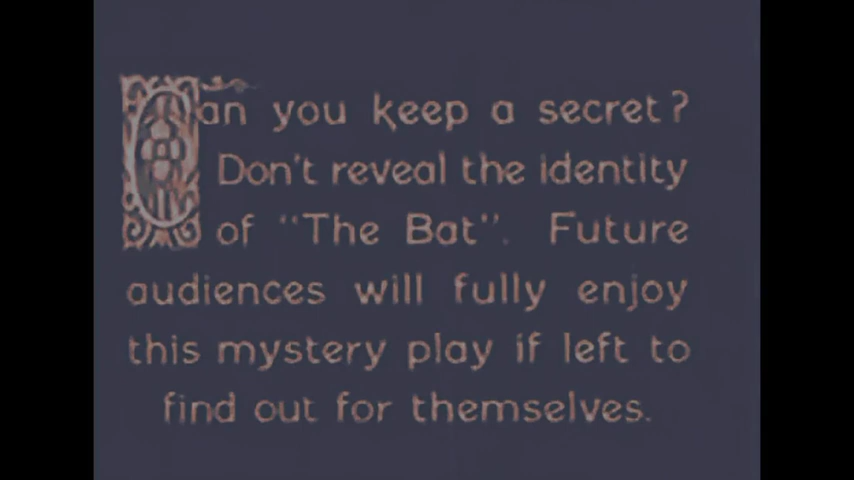 Can you keep a secret?
Don't reveal the identity
of "The Bat". Future
audiences will fully enjoy
this mystery play if left to
find out for themselves.